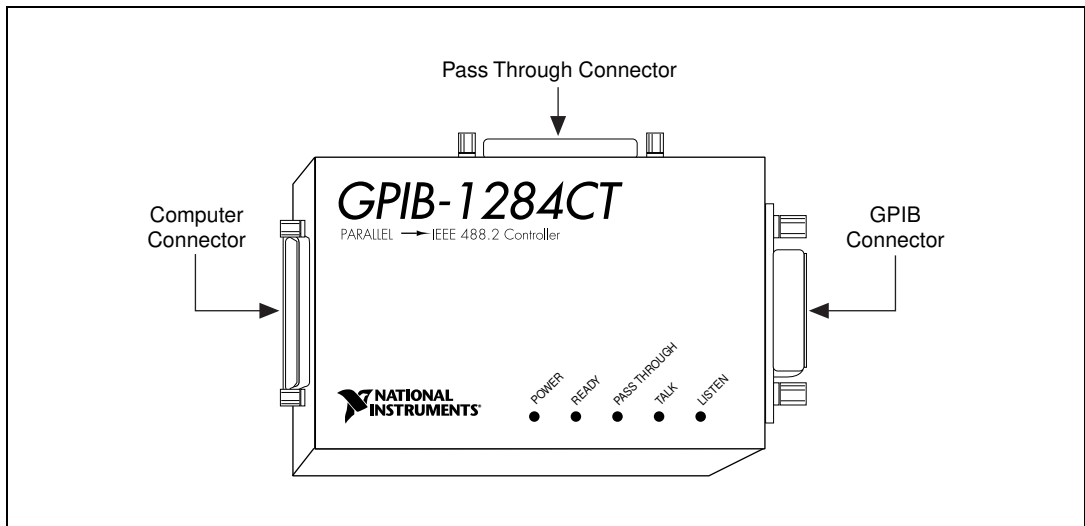 Pass Through Connector
GPIB-1284CT
PARALLEL → IEEE 488.2 Controller
Computer
Connector
GPIB
Connector
NATIONAL
INSTRUMENTS®
POWER
READY
PASS THROUGH
TALK
LISTEN